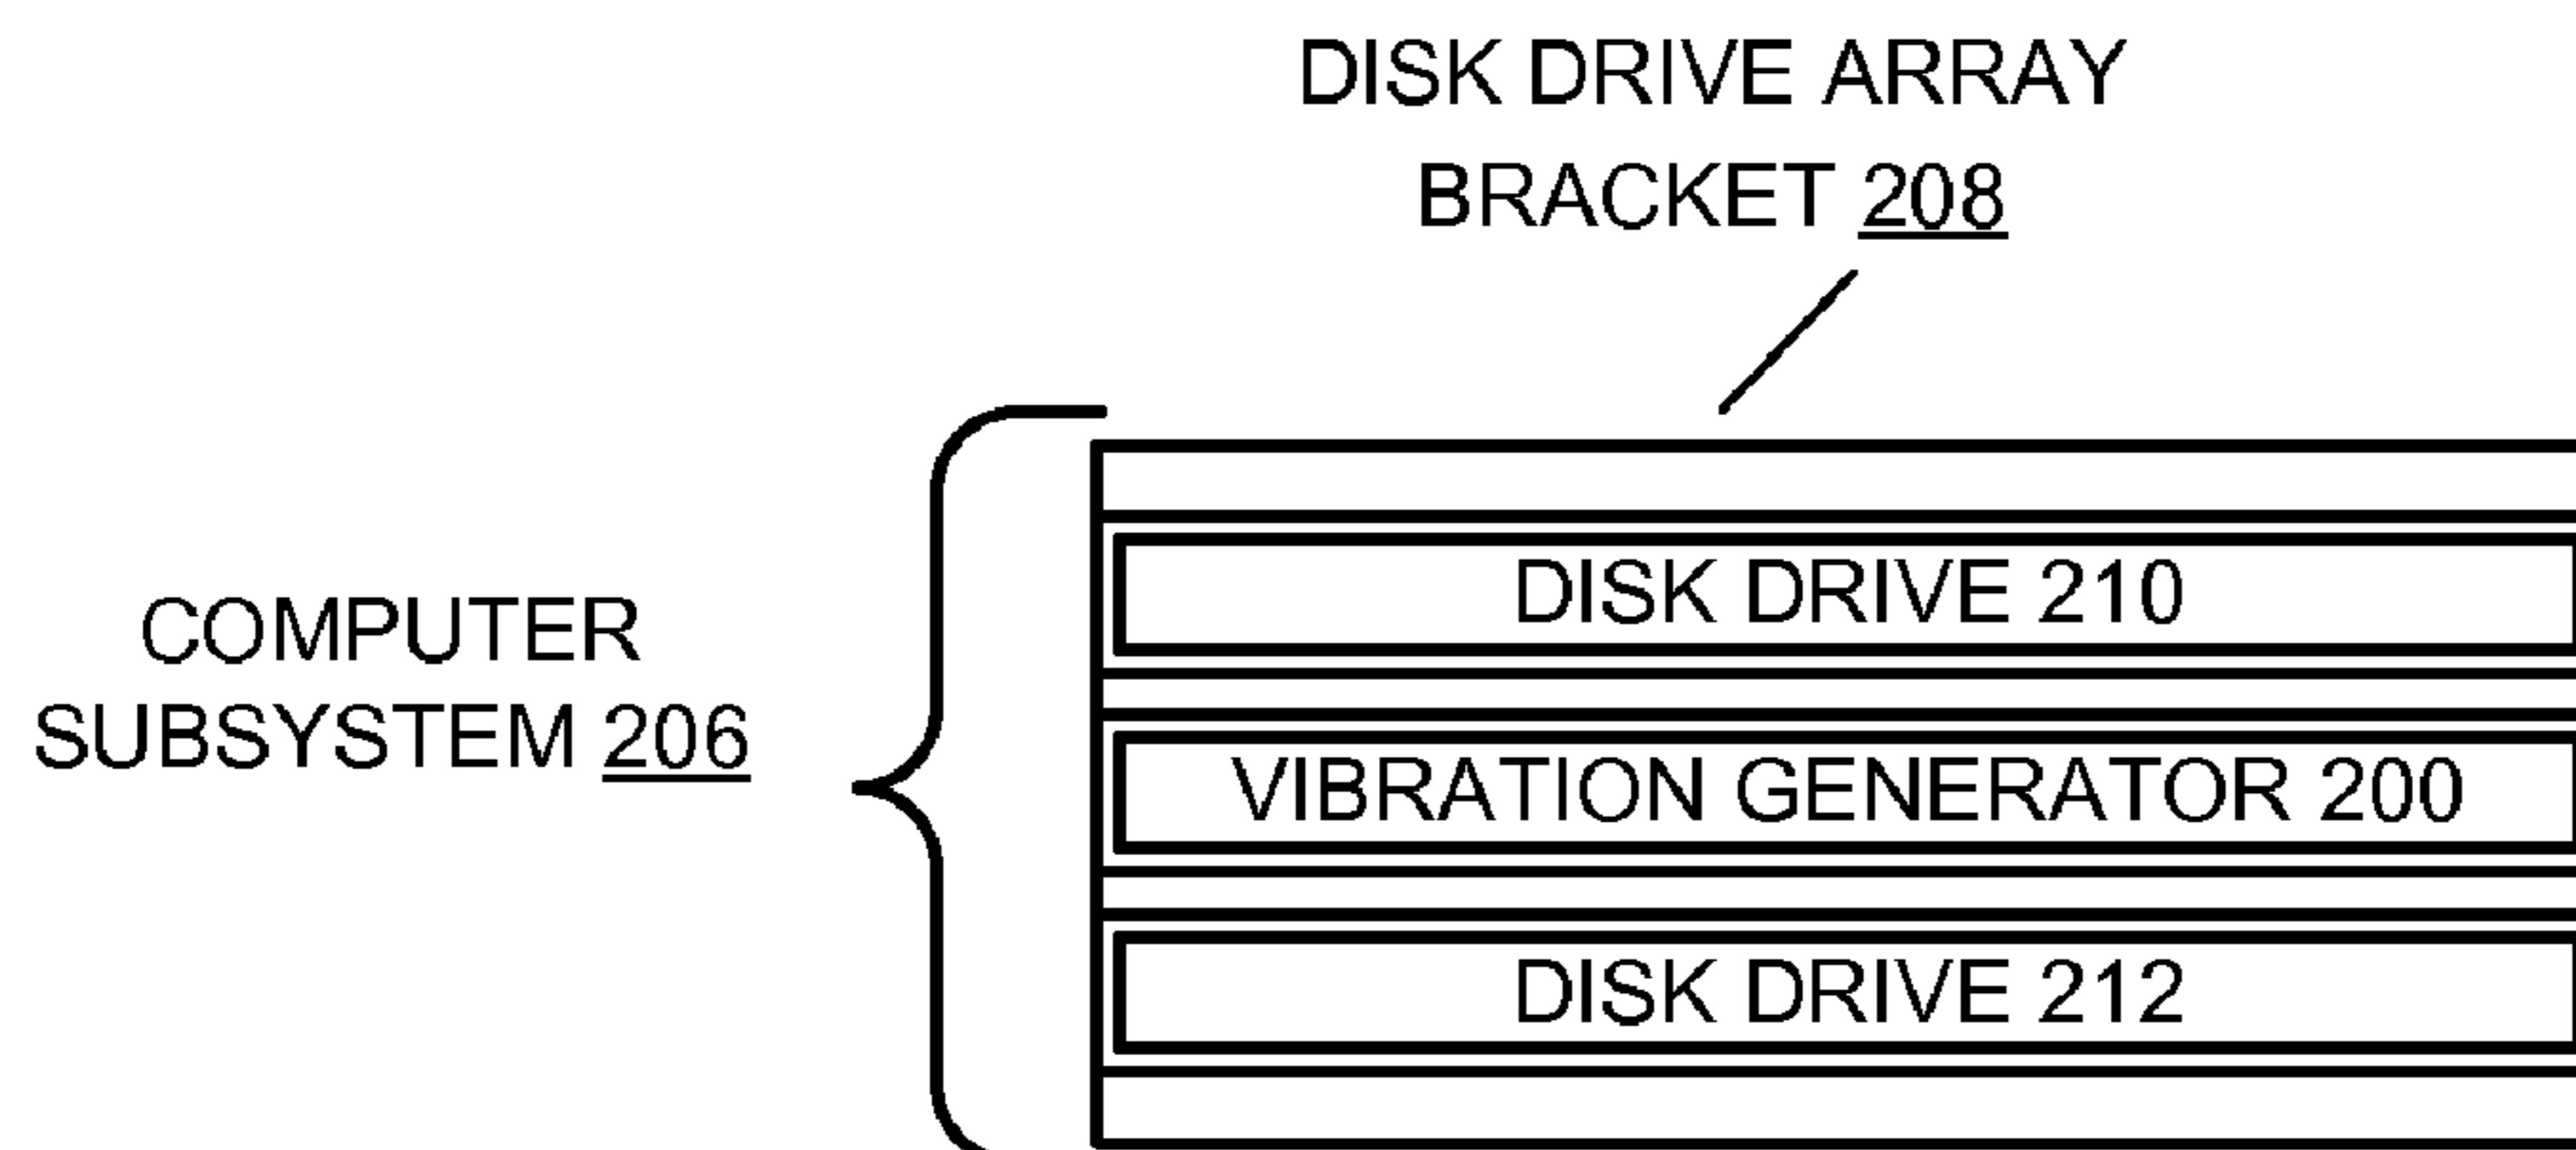 DISK DRIVE ARRAY
BRACKET 208
COMPUTER
SUBSYSTEM 206
DISK DRIVE 210
VIBRATION GENERATOR 200
DISK DRIVE 212